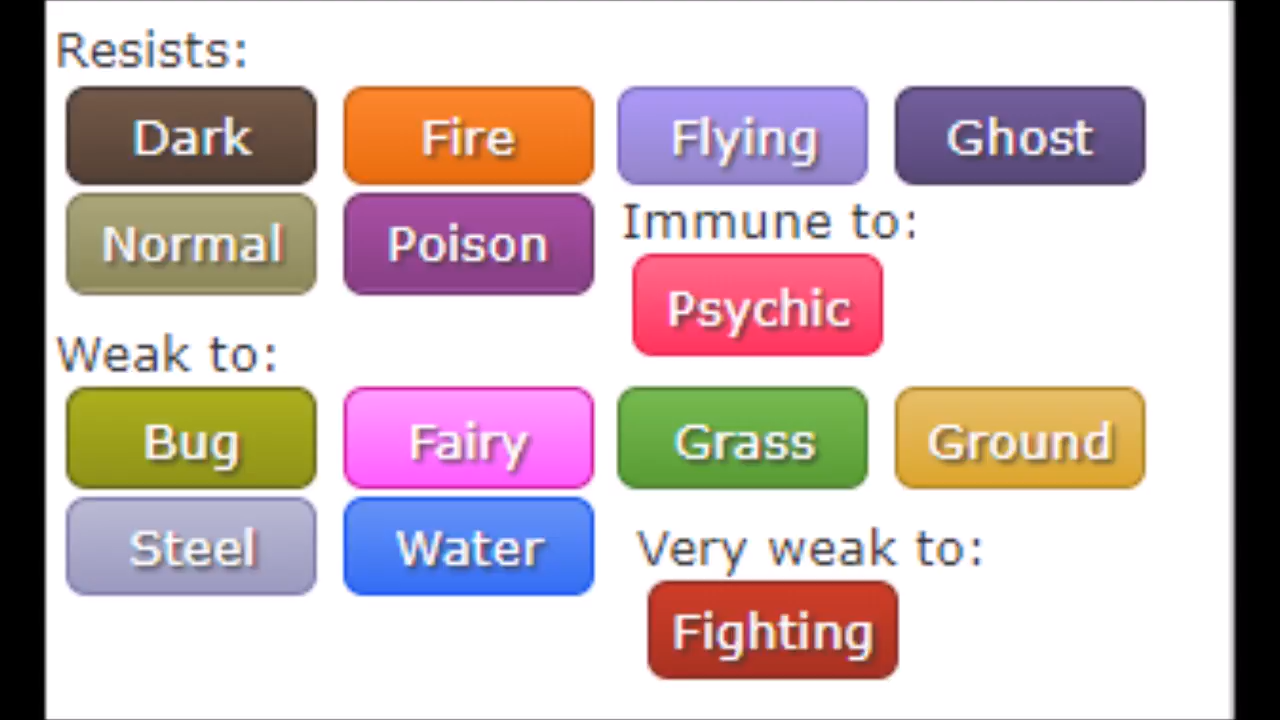 Resists:
Dark Fire Flying Ghost
Normal Poison
Immune to:
Psychic
Weak to:
Bug Fairy Grass Ground
Steel Water
Very weak to:
Fighting